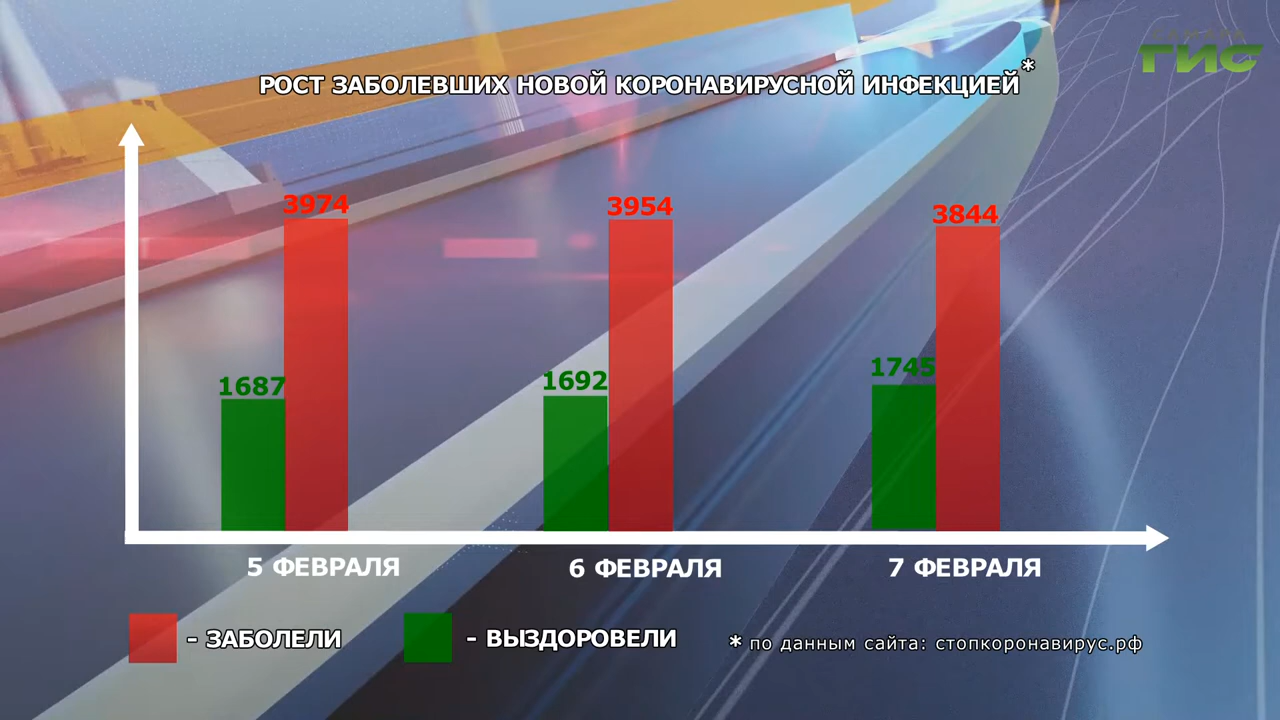 САМАРА
ГИС
РОСТ ЗАБОЛЕВШИХ НОВОЙ КОРОНАВИРУСНОЙ ИНФЕКЦИЕЙ*
3974
3954
3844
1687
1692
1745
5 ФЕВРАЛЯ
6 ФЕВРАЛЯ
7 ФЕВРАЛЯ
- ЗАБОЛЕЛИ
- ВЫЗДОРОВЕЛИ
* по данным сайта: стопкоронавирус.рф